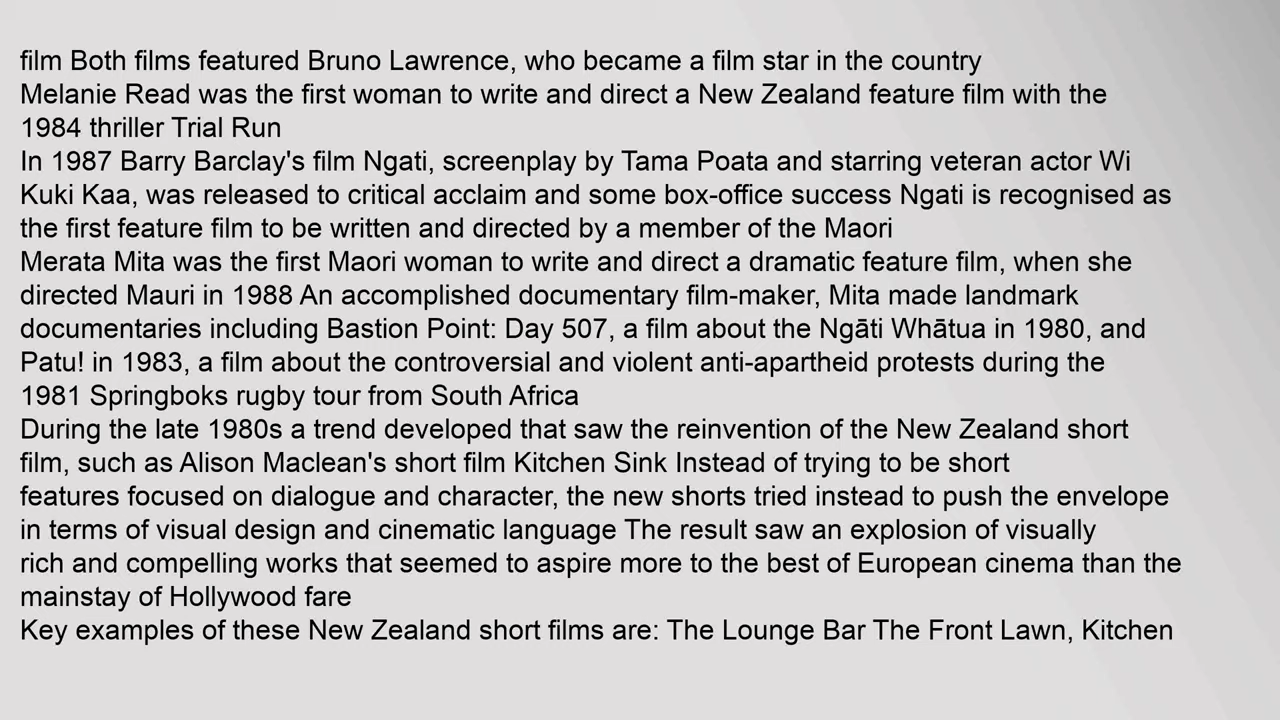 film Both films featured Bruno Lawrence, who became a film star in the country
Melanie Read was the first woman to write and direct a New Zealand feature film with the
1984 thriller Trial Run
In 1987 Barry Barclay's film Ngati, screenplay by Tama Poata and starring veteran actor Wi
Kuki Kaa, was released to critical acclaim and some box-office success Ngati is recognised as
the first feature film to be written and directed by a member of the Maori
Merata Mita was the first Maori woman to write and direct a dramatic feature film, when she
directed Mauri in 1988 An accomplished documentary film-maker, Mita made landmark
documentaries including Bastion Point: Day 507, a film about the Ngāti Whātua in 1980, and
Patu! in 1983, a film about the controversial and violent anti-apartheid protests during the
1981 Springboks rugby tour from South Africa
During the late 1980s a trend developed that saw the reinvention of the New Zealand short
film, such as Alison Maclean's short film Kitchen Sink Instead of trying to be short
features focused on dialogue and character, the new shorts tried instead to push the envelope
in terms of visual design and cinematic language The result saw an explosion of visually
rich and compelling works that seemed to aspire more to the best of European cinema than the
mainstay of Hollywood fare
Key examples of these New Zealand short films are: The Lounge Bar The Front Lawn, Kitchen